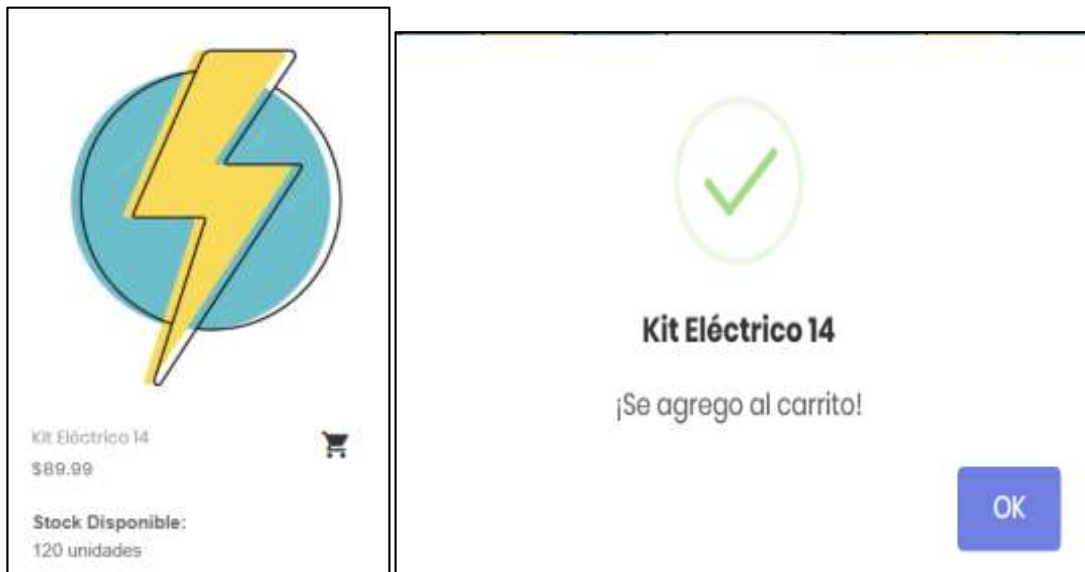 Kit Eléctrico 14
$89.99
Stock Disponible:
120 unidades
Kit Eléctrico 14
¡Se agrego al carrito!
OK